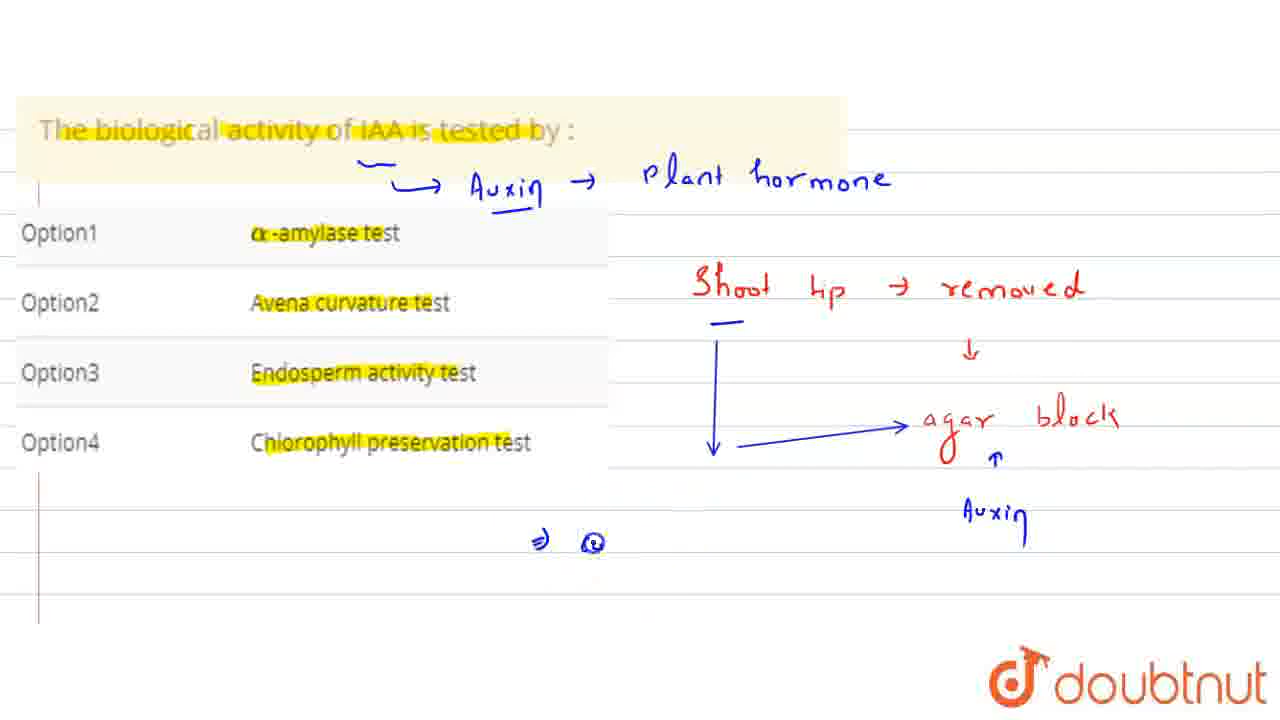 The biological activity of IAA is tested by :
Auxin → Plant hormone
Option1 α-amylase test
Option2 Avena curvature test
Option3 Endosperm activity test
Option4 Chlorophyll preservation test
Shoot tip → removed
agar block
Auxin
⇒ ②
doubtnut